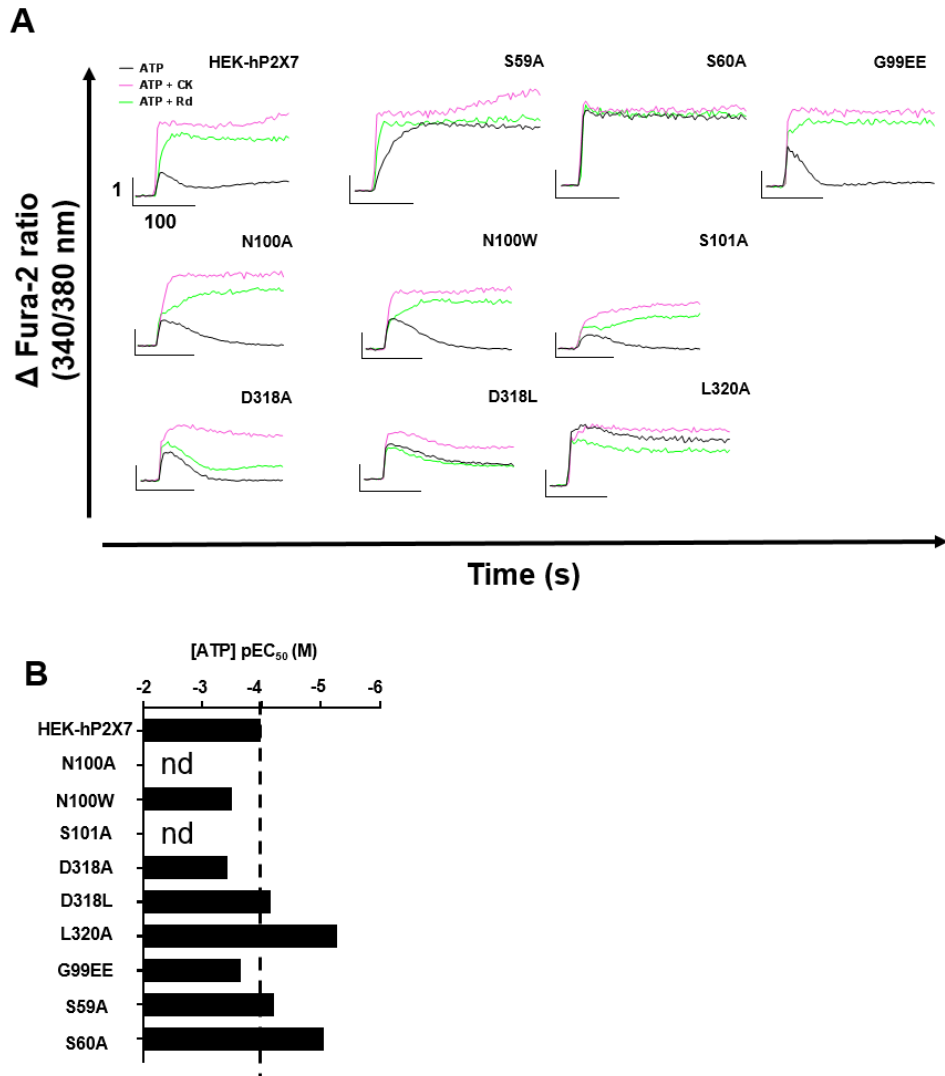 A
ATP
ATP + CK
ATP + Rd
HEK-hP2X7
S59A
S60A
G99EE
1
100
N100A
N100W
S101A
D318A
D318L
L320A
Δ Fura-2 ratio
(340/380 nm)
Time (s)
B
[ATP] pEC50 (M)
-2 -3 -4 -5 -6
HEK-hP2X7
N100A nd
N100W
S101A nd
D318A
D318L
L320A
G99EE
S59A
S60A